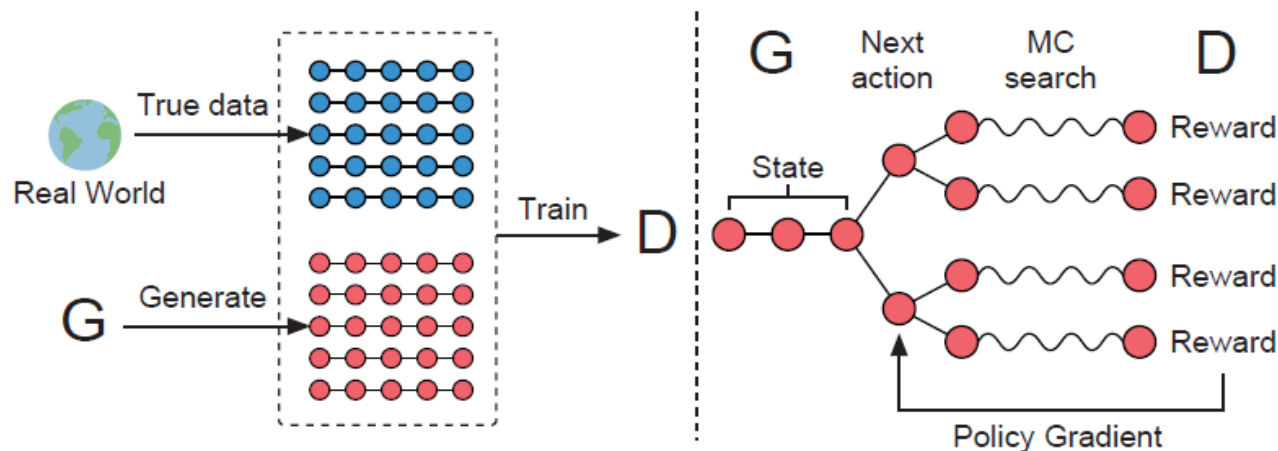 True data
Real World
G
Generate
Train
D
G
Next
action
MC
search
D
State
Reward
Reward
Reward
Reward
Policy Gradient